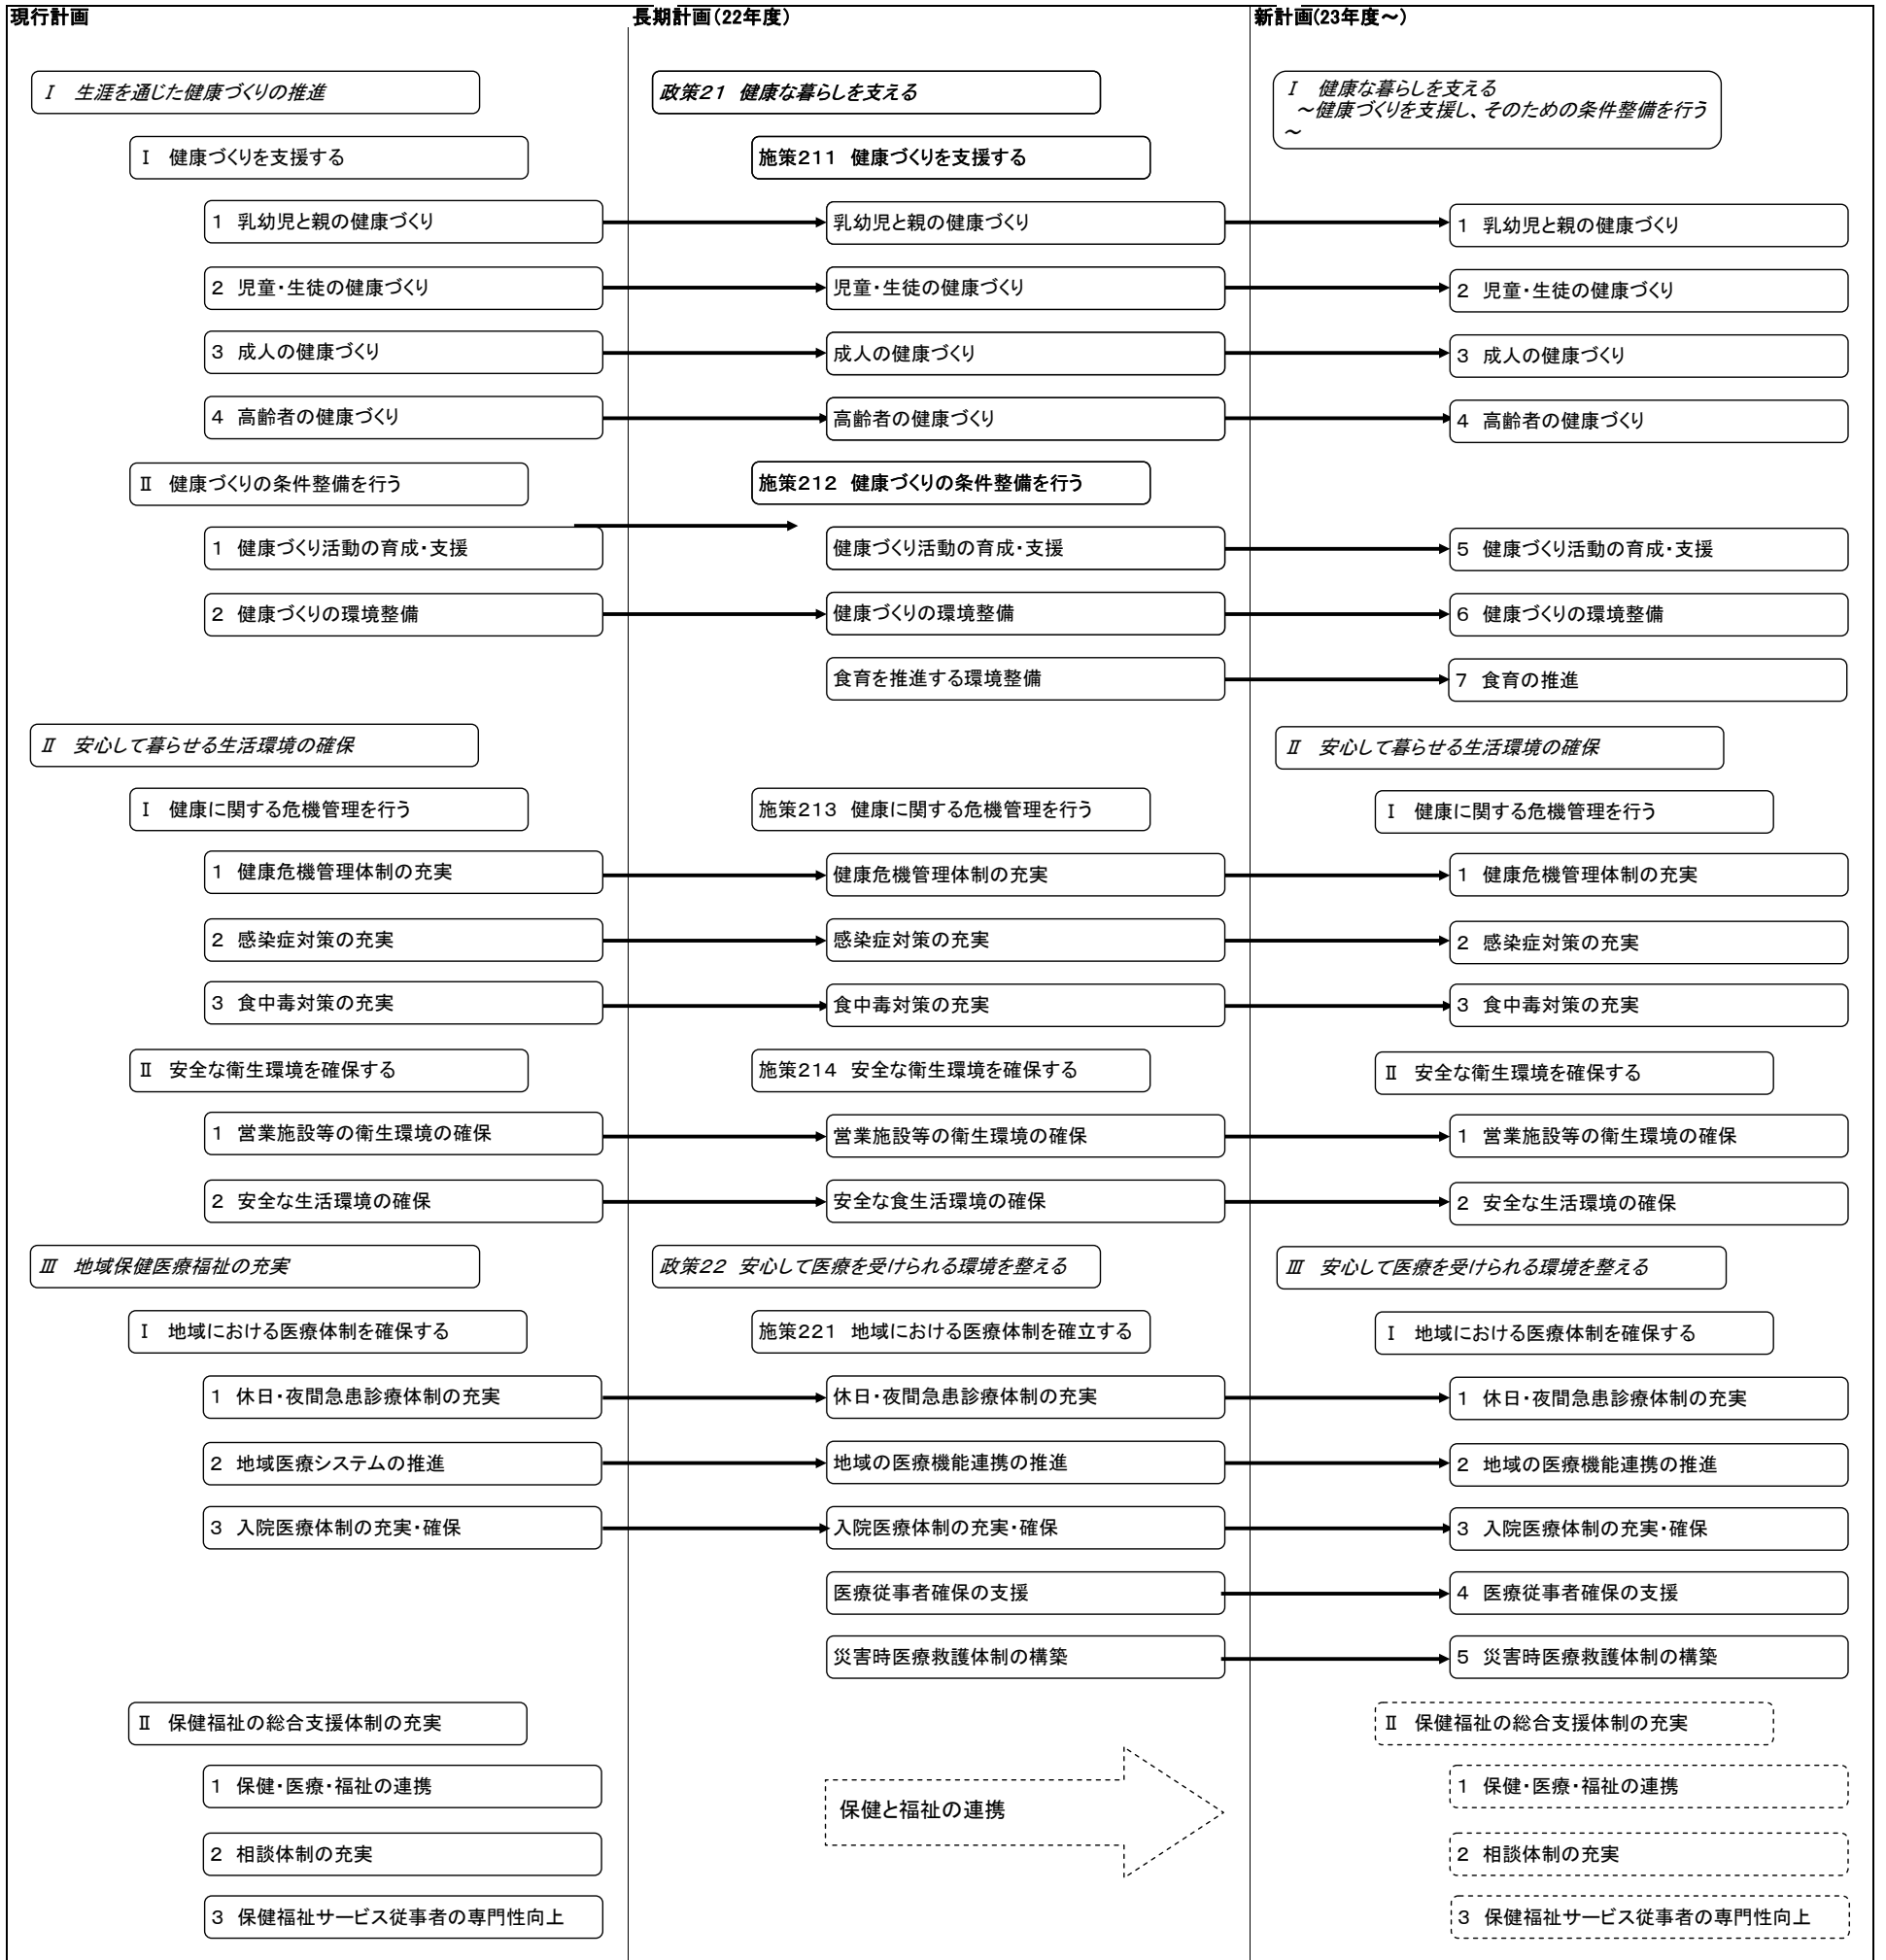 現行計画
長期計画(22年度)
新計画(23年度～)
Ⅰ 生涯を通じた健康づくりの推進
政策21 健康な暮らしを支える
Ⅰ 健康な暮らしを支える
～健康づくりを支援し、そのための条件整備を行う
～
Ⅰ 健康づくりを支援する
施策211 健康づくりを支援する
1 乳幼児と親の健康づくり
乳幼児と親の健康づくり
1 乳幼児と親の健康づくり
2 児童・生徒の健康づくり
児童・生徒の健康づくり
2 児童・生徒の健康づくり
3 成人の健康づくり
成人の健康づくり
3 成人の健康づくり
4 高齢者の健康づくり
高齢者の健康づくり
4 高齢者の健康づくり
Ⅱ 健康づくりの条件整備を行う
施策212 健康づくりの条件整備を行う
1 健康づくり活動の育成・支援
健康づくり活動の育成・支援
5 健康づくり活動の育成・支援
2 健康づくりの環境整備
健康づくりの環境整備
6 健康づくりの環境整備
食育を推進する環境整備
7 食育の推進
Ⅱ 安心して暮らせる生活環境の確保
Ⅱ 安心して暮らせる生活環境の確保
Ⅰ 健康に関する危機管理を行う
施策213 健康に関する危機管理を行う
Ⅰ 健康に関する危機管理を行う
1 健康危機管理体制の充実
健康危機管理体制の充実
1 健康危機管理体制の充実
2 感染症対策の充実
感染症対策の充実
2 感染症対策の充実
3 食中毒対策の充実
食中毒対策の充実
3 食中毒対策の充実
Ⅱ 安全な衛生環境を確保する
施策214 安全な衛生環境を確保する
Ⅱ 安全な衛生環境を確保する
1 営業施設等の衛生環境の確保
営業施設等の衛生環境の確保
1 営業施設等の衛生環境の確保
2 安全な生活環境の確保
安全な食生活環境の確保
2 安全な生活環境の確保
Ⅲ 地域保健医療福祉の充実
政策22 安心して医療を受けられる環境を整える
Ⅲ 安心して医療を受けられる環境を整える
Ⅰ 地域における医療体制を確保する
施策221 地域における医療体制を確立する
Ⅰ 地域における医療体制を確保する
1 休日・夜間急患診療体制の充実
休日・夜間急患診療体制の充実
1 休日・夜間急患診療体制の充実
2 地域医療システムの推進
地域の医療機能連携の推進
2 地域の医療機能連携の推進
3 入院医療体制の充実・確保
入院医療体制の充実・確保
3 入院医療体制の充実・確保
医療従事者確保の支援
4 医療従事者確保の支援
災害時医療救護体制の構築
5 災害時医療救護体制の構築
Ⅱ 保健福祉の総合支援体制の充実
Ⅱ 保健福祉の総合支援体制の充実
1 保健・医療・福祉の連携
保健と福祉の連携
1 保健・医療・福祉の連携
2 相談体制の充実
2 相談体制の充実
3 保健福祉サービス従事者の専門性向上
3 保健福祉サービス従事者の専門性向上